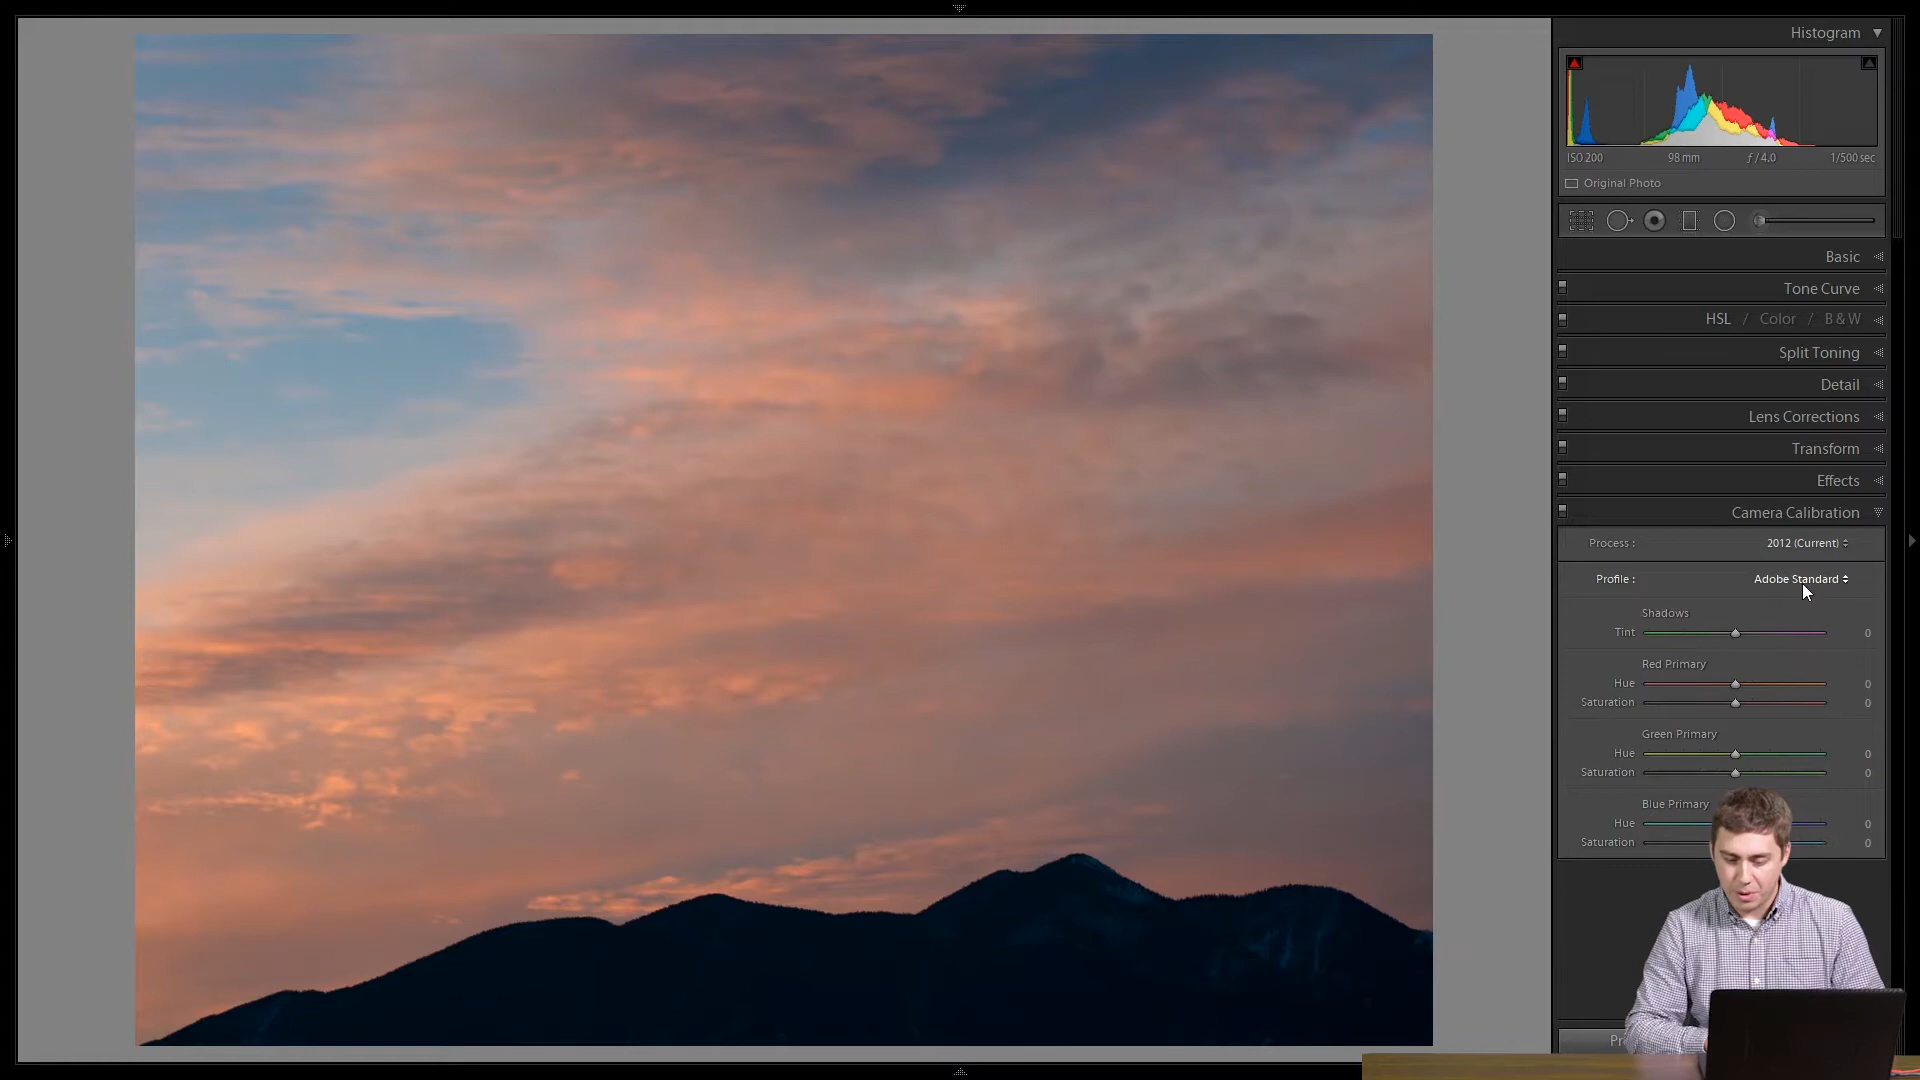 Histogram
ISO 200 98 mm ƒ / 4.0 1/500 sec
Original Photo
Basic
Tone Curve
HSL / Color / B & W
Split Toning
Detail
Lens Corrections
Transform
Effects
Camera Calibration
Process : 2012 (Current)
Profile : Adobe Standard
Shadows
Tint 0
Red Primary
Hue 0
Saturation 0
Green Primary
Hue 0
Saturation 0
Blue Primary
Hue 0
Saturation 0